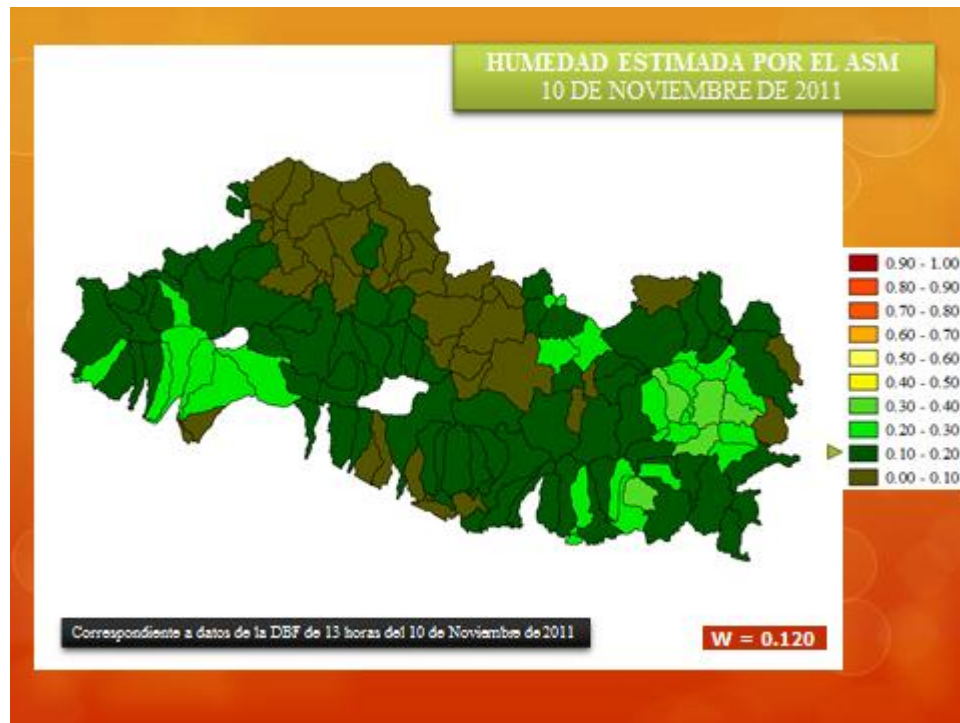 HUMEDAD ESTIMADA POR EL ASM
10 DE NOVIEMBRE DE 2011
0.90 - 1.00
0.80 - 0.90
0.70 - 0.80
0.60 - 0.70
0.50 - 0.60
0.40 - 0.50
0.30 - 0.40
0.20 - 0.30
0.10 - 0.20
0.00 - 0.10
Correspondiente a datos de la DBF de 13 horas del 10 de Noviembre de 2011
W = 0.120